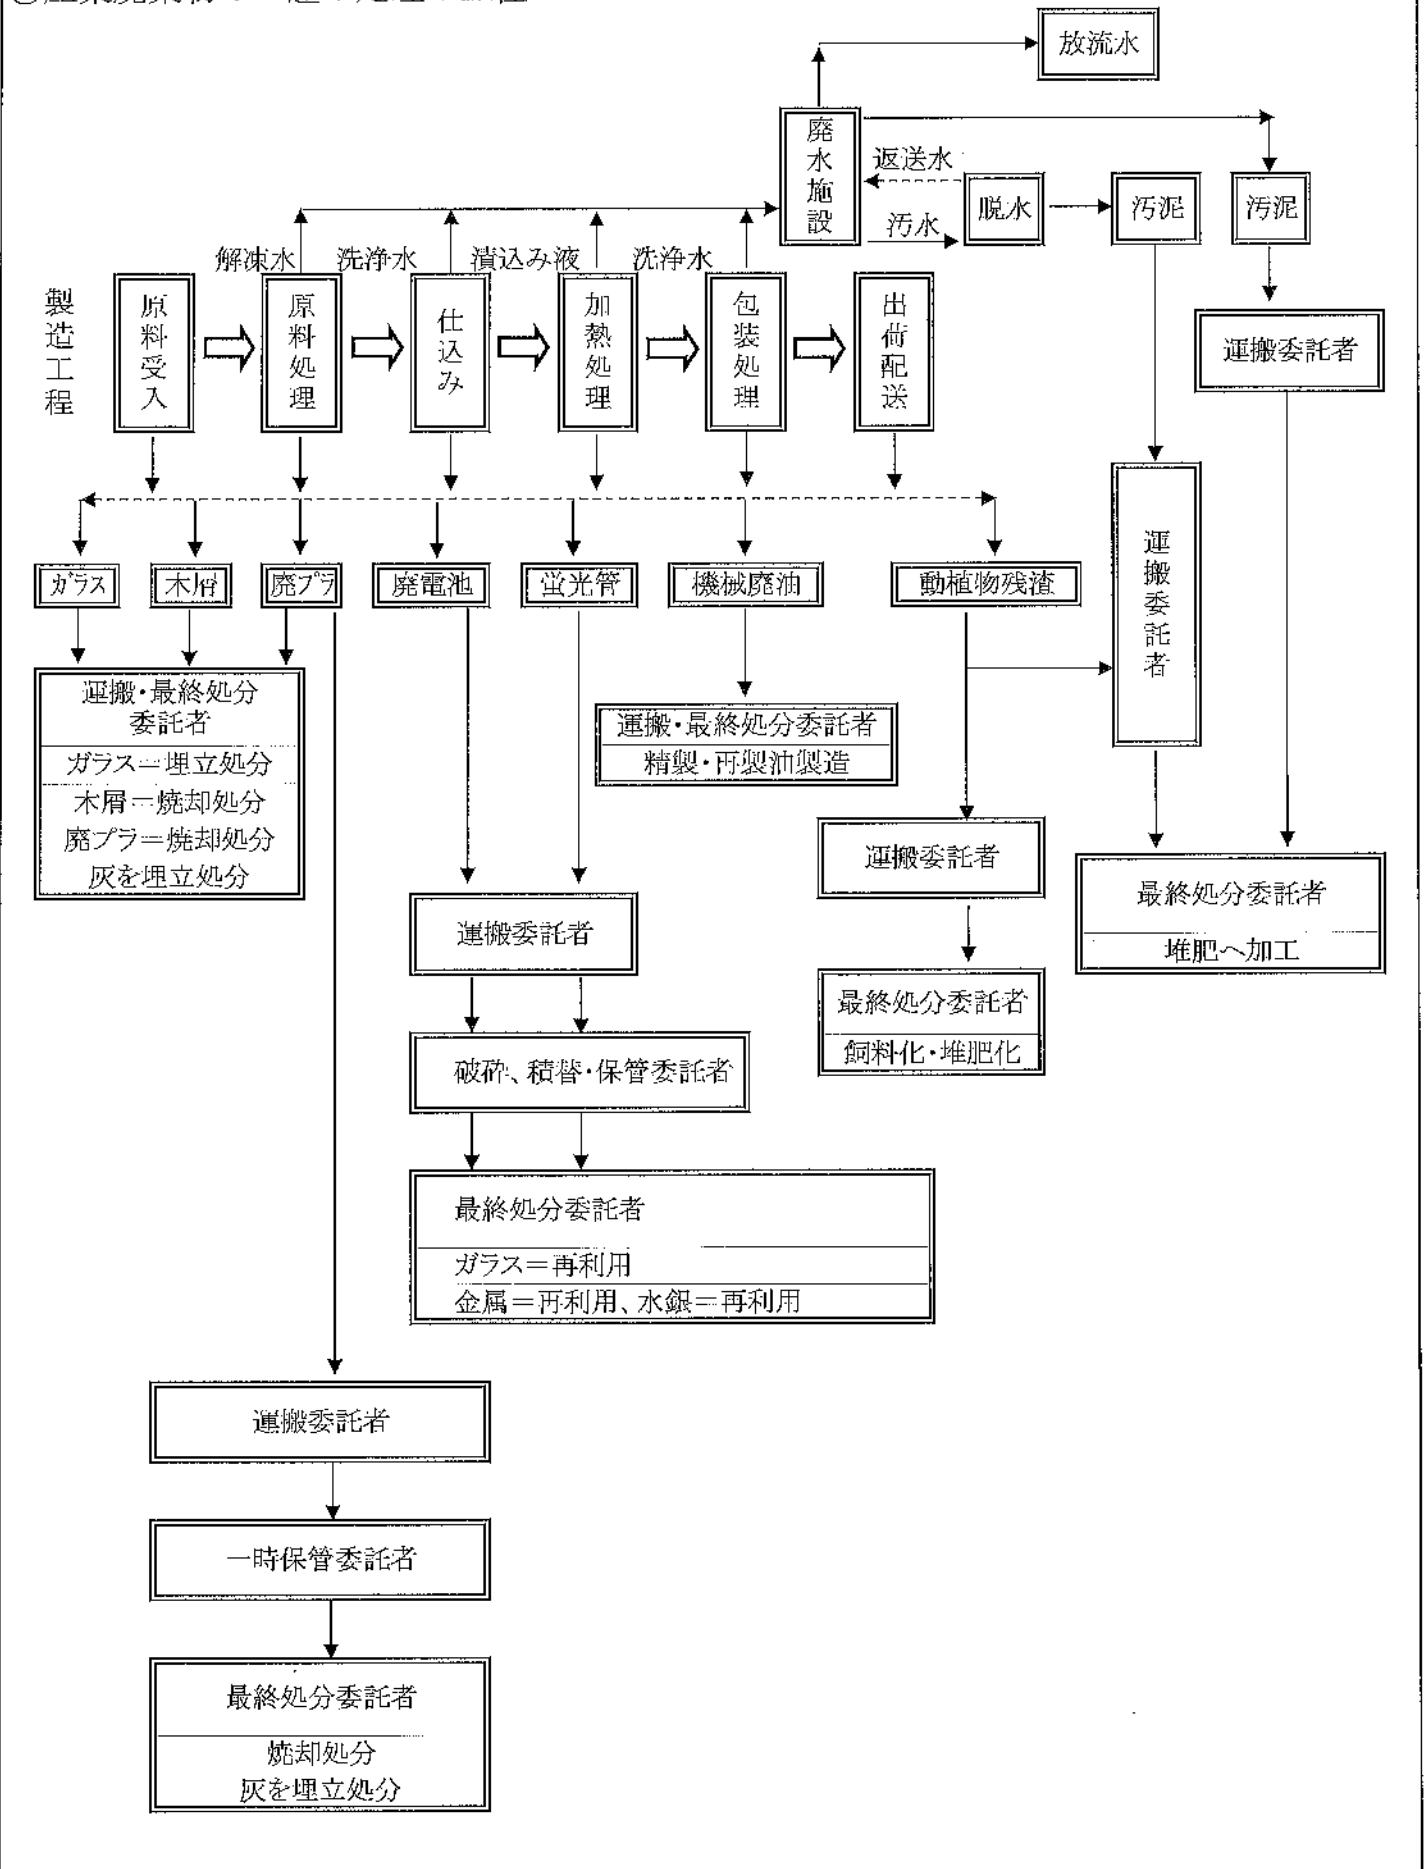 放流水
廃水施設
返送水
汚水
脱水
汚泥
汚泥
解凍水
洗浄水
漬込み液
洗浄水
製造工程
原料受入
原料処理
仕込み
加熱処理
包装処理
出荷配送
運搬委託者
運搬委託者
ガラス
木屑
廃プラ
廃電池
蛍光管
機械廃油
動植物残渣
運搬・最終処分
委託者
ガラス＝埋立処分
木屑＝焼却処分
廃プラ＝焼却処分
灰を埋立処分
運搬・最終処分委託者
精製・再製油製造
運搬委託者
最終処分委託者
堆肥へ加工
運搬委託者
最終処分委託者
飼料化・堆肥化
破砕、積替・保管委託者
最終処分委託者
ガラス＝再利用
金属＝再利用、水銀＝再利用
運搬委託者
一時保管委託者
最終処分委託者
焼却処分
灰を埋立処分